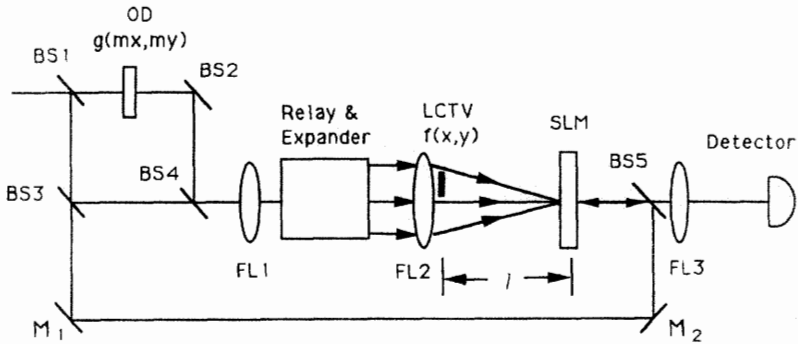 OD
g(mx,my)
BS1
BS2
Relay &
Expander
LCTV
f(x,y)
SLM
BS5
Detector
BS3
BS4
FL1
FL2
l
FL3
M1
M2